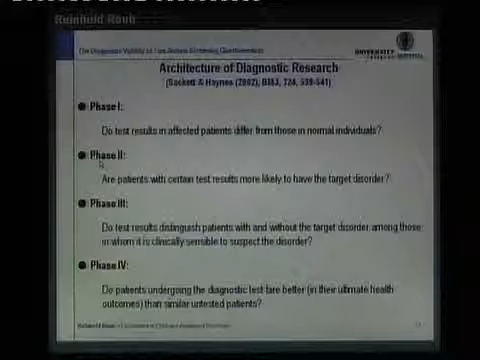 Reinhold Raub
The Diagnostic Validity of Screening Questionnaires
UNIVERSITY
Architecture of Diagnostic Research
(Sackett & Haynes (2002), BMJ, 324, 539-541)
Phase I:
Do test results in affected patients differ from those in normal individuals?
Phase II:
Are patients with certain test results more likely to have the target disorder?
Phase III:
Do test results distinguish patients with and without the target disorder among those
in whom it is clinically sensible to suspect the disorder?
Phase IV:
Do patients undergoing the diagnostic test fare better (in their ultimate health
outcomes) than similar untested patients?